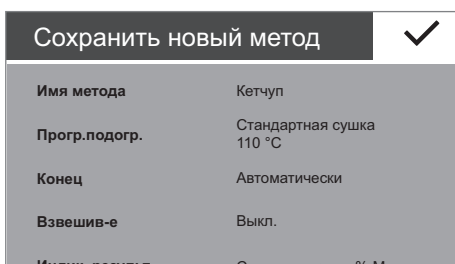 Сохранить новый метод
Имя метода Кетчуп
Прогр.подогр. Стандартная сушка
110 °C
Конец Автоматически
Взвешив-е Выкл.